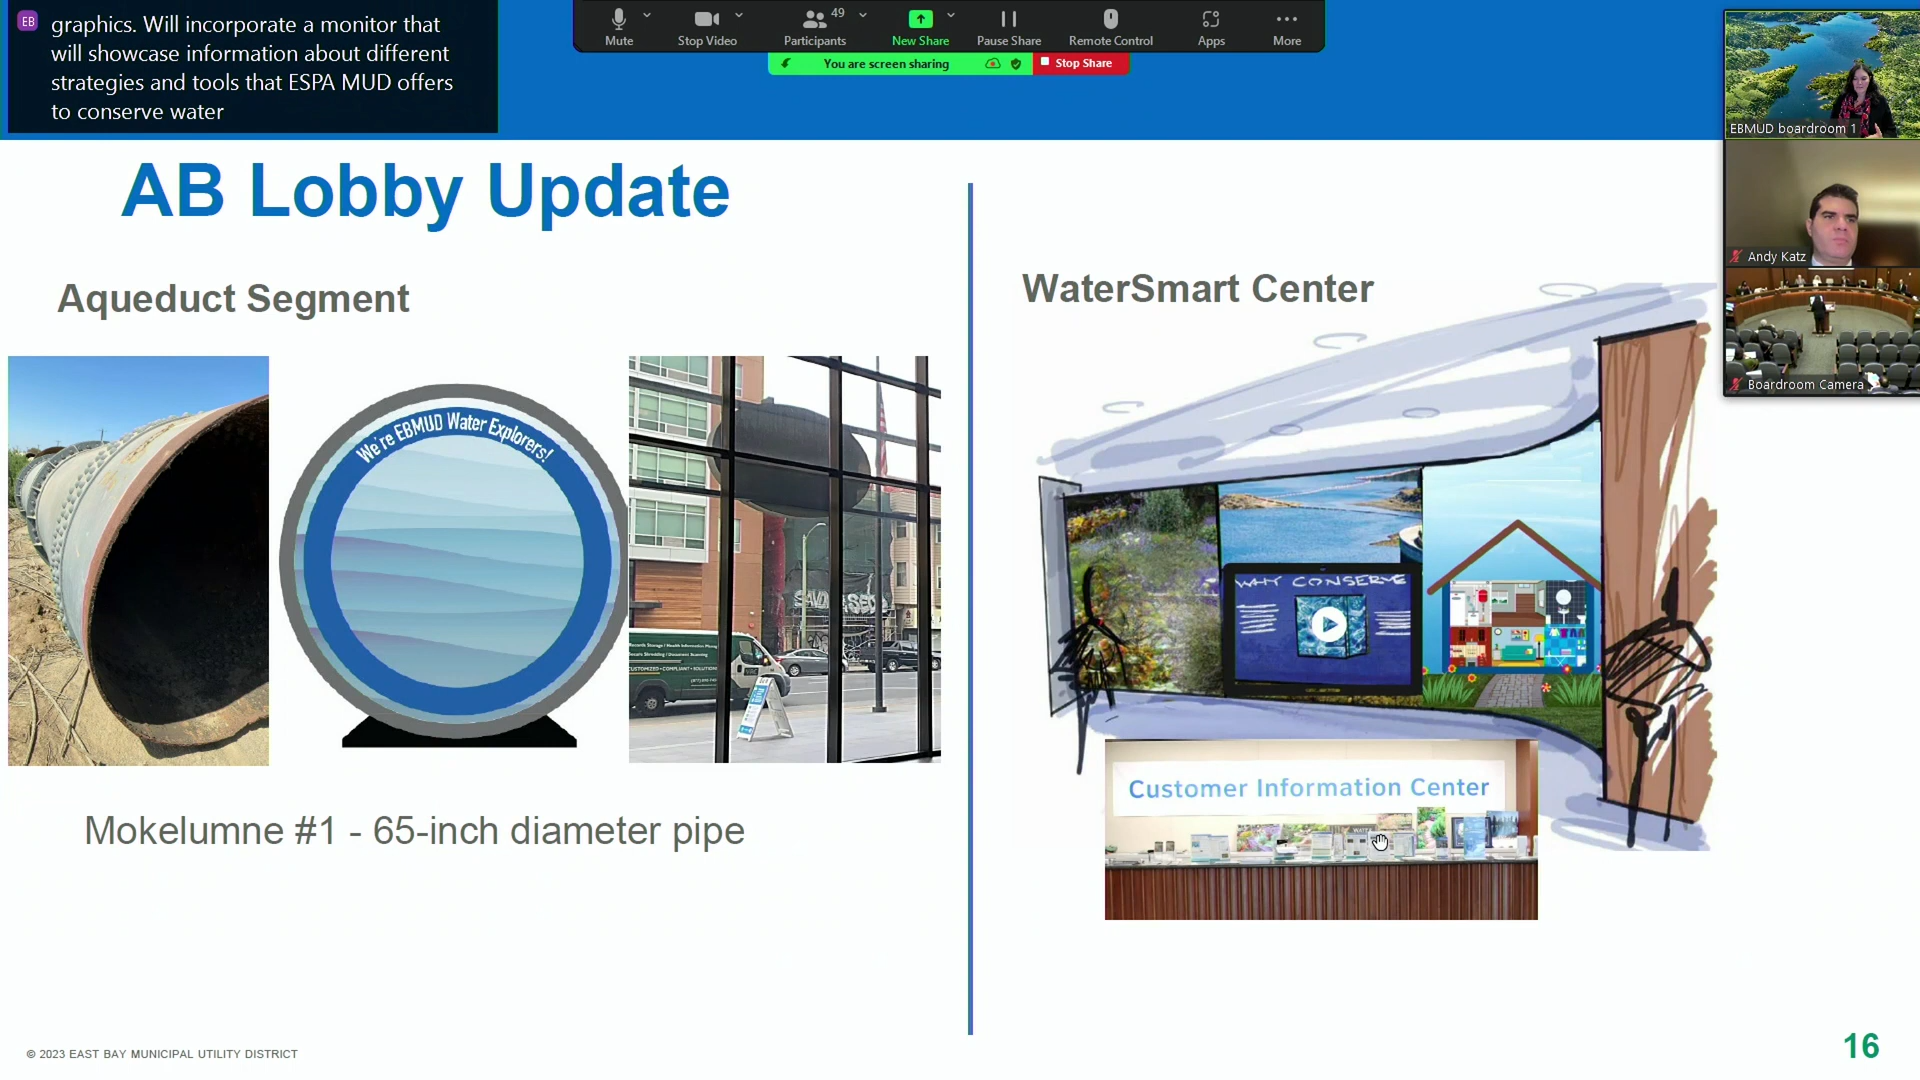 EB
graphics. Will incorporate a monitor that
will showcase information about different
strategies and tools that ESPA MUD offers
to conserve water
49
Mute
Stop Video
Participants
New Share
Pause Share
Remote Control
Apps
More
You are screen sharing
Stop Share
EBMUD boardroom 1
Andy Katz
Boardroom Camera
AB Lobby Update
Aqueduct Segment
We're EBMUD Water Explorers!
Mokelumne #1 - 65-inch diameter pipe
WaterSmart Center
WHY CONSERVE
Customer Information Center
© 2023 EAST BAY MUNICIPAL UTILITY DISTRICT
16